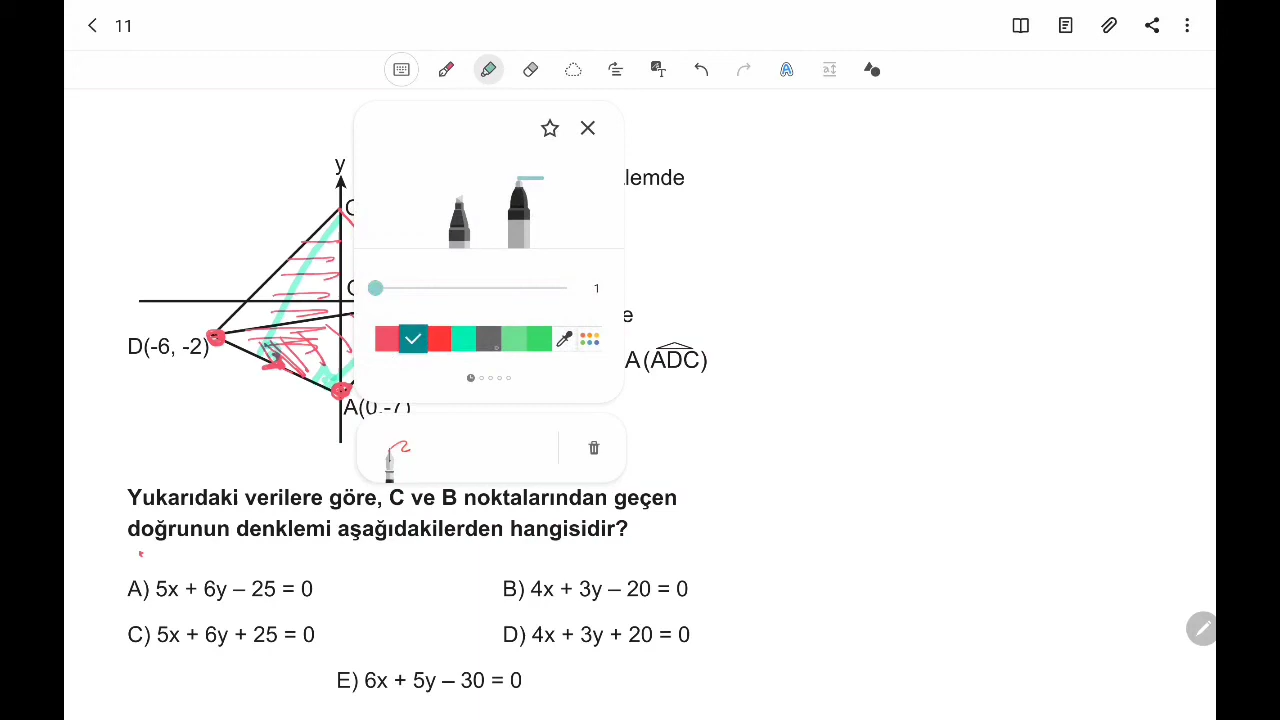 11
y
lemde
1
e
D(-6, -2)
A(ADC)
A(0,-7)
Yukarıdaki verilere göre, C ve B noktalarından geçen
doğrunun denklemi aşağıdakilerden hangisidir?
A) 5x + 6y – 25 = 0
B) 4x + 3y – 20 = 0
C) 5x + 6y + 25 = 0
D) 4x + 3y + 20 = 0
E) 6x + 5y – 30 = 0